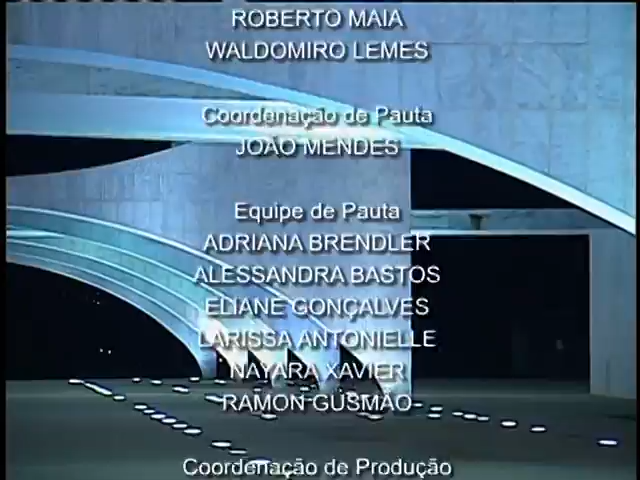 ROBERTO MAIA
WALDOMIRO LEMES
Coordenação de Pauta
JOÃO MENDES
Equipe de Pauta
ADRIANA BRENDLER
ALESSANDRA BASTOS
ELIANE GONÇALVES
LARISSA ANTONIELLE
NAYARA XAVIER
RAMON GUSMÃO
Coordenação de Produção